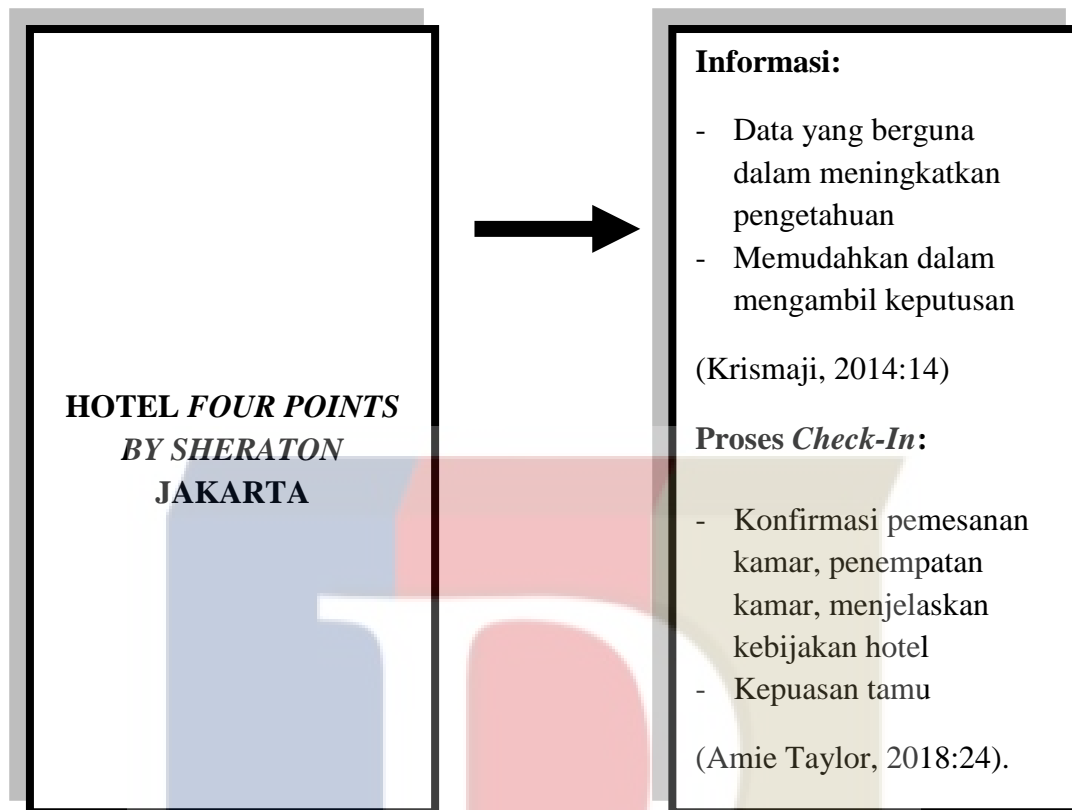 HOTEL FOUR POINTS
BY SHERATON
JAKARTA
Informasi:
- Data yang berguna
dalam meningkatkan
pengetahuan
- Memudahkan dalam
mengambil keputusan
(Krismaji, 2014:14)
Proses Check-In:
- Konfirmasi pemesanan
kamar, penempatan
kamar, menjelaskan
kebijakan hotel
- Kepuasan tamu
(Amie Taylor, 2018:24).